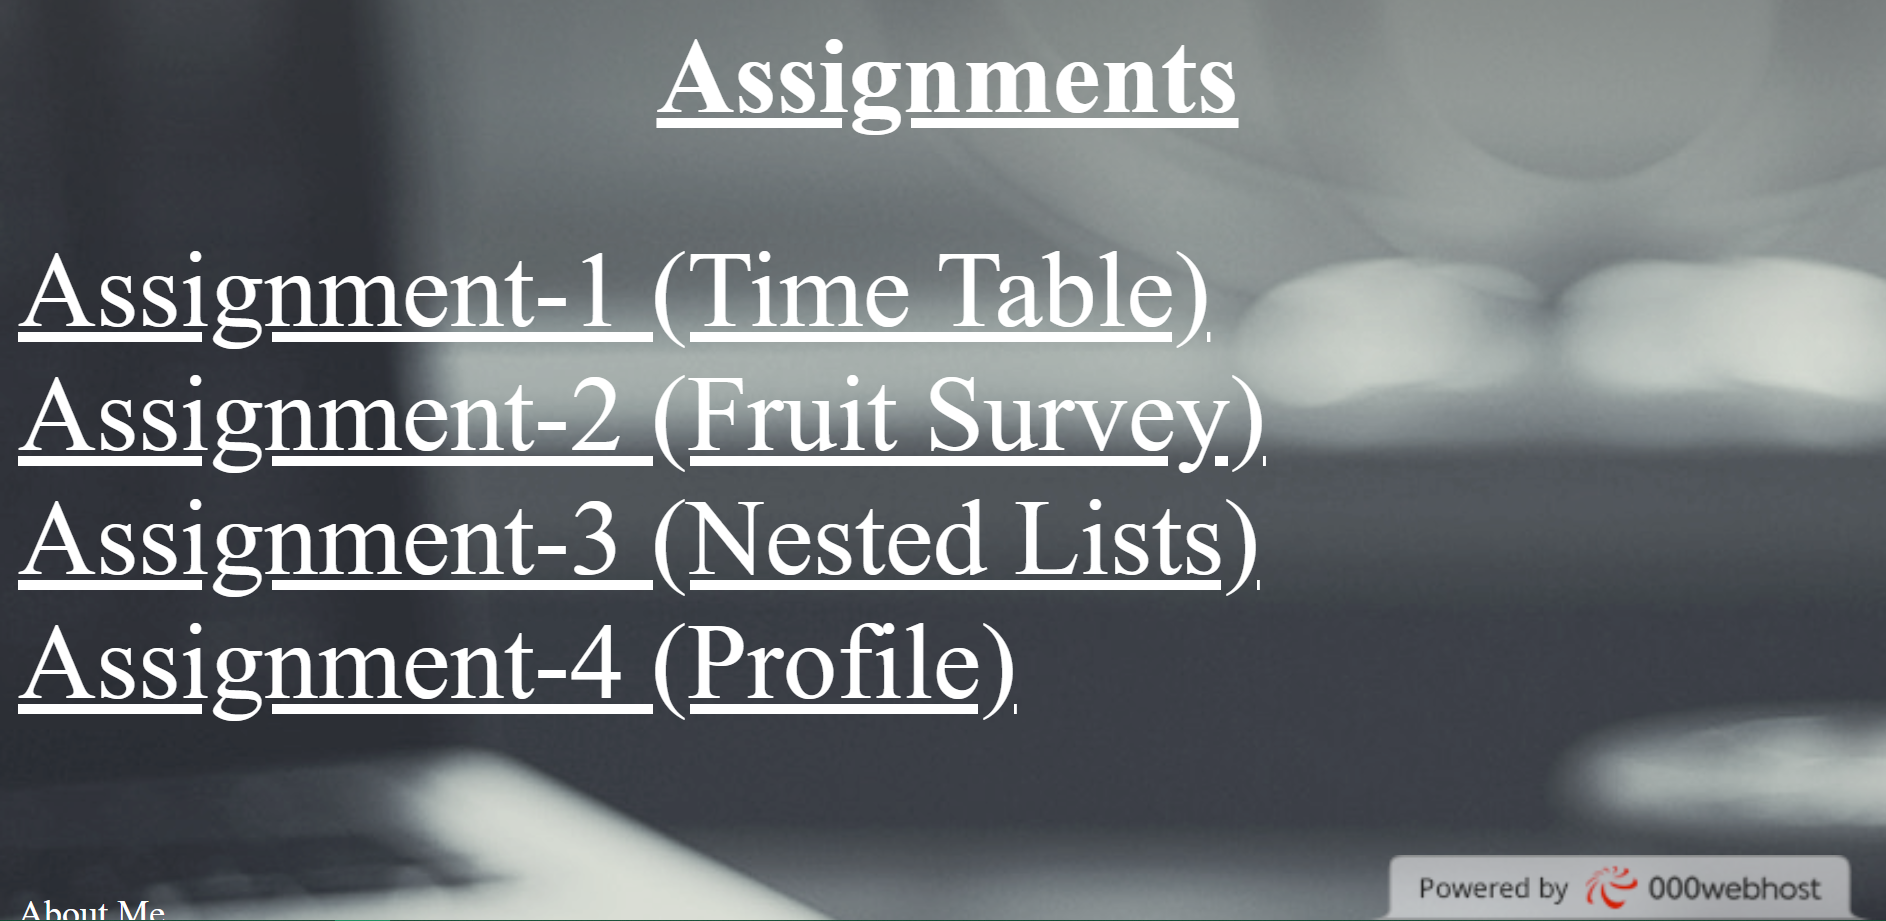 Assignments
Assignment-1 (Time Table)
Assignment-2 (Fruit Survey)
Assignment-3 (Nested Lists)
Assignment-4 (Profile)
About Me
Powered by 000webhost